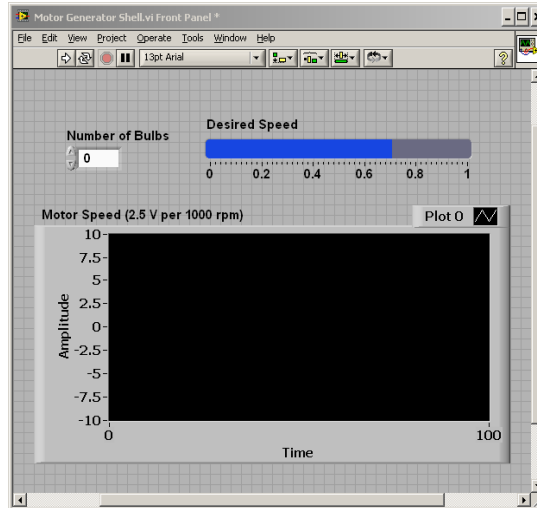 Motor Generator Shell.vi Front Panel *
File Edit View Project Operate Tools Window Help
13pt Arial
?
Number of Bulbs
0
Desired Speed
0 0.2 0.4 0.6 0.8 1
Motor Speed (2.5 V per 1000 rpm)
Plot 0
10
7.5
5
2.5
0
-2.5
-5
-7.5
-10
Amplitude
0 100
Time